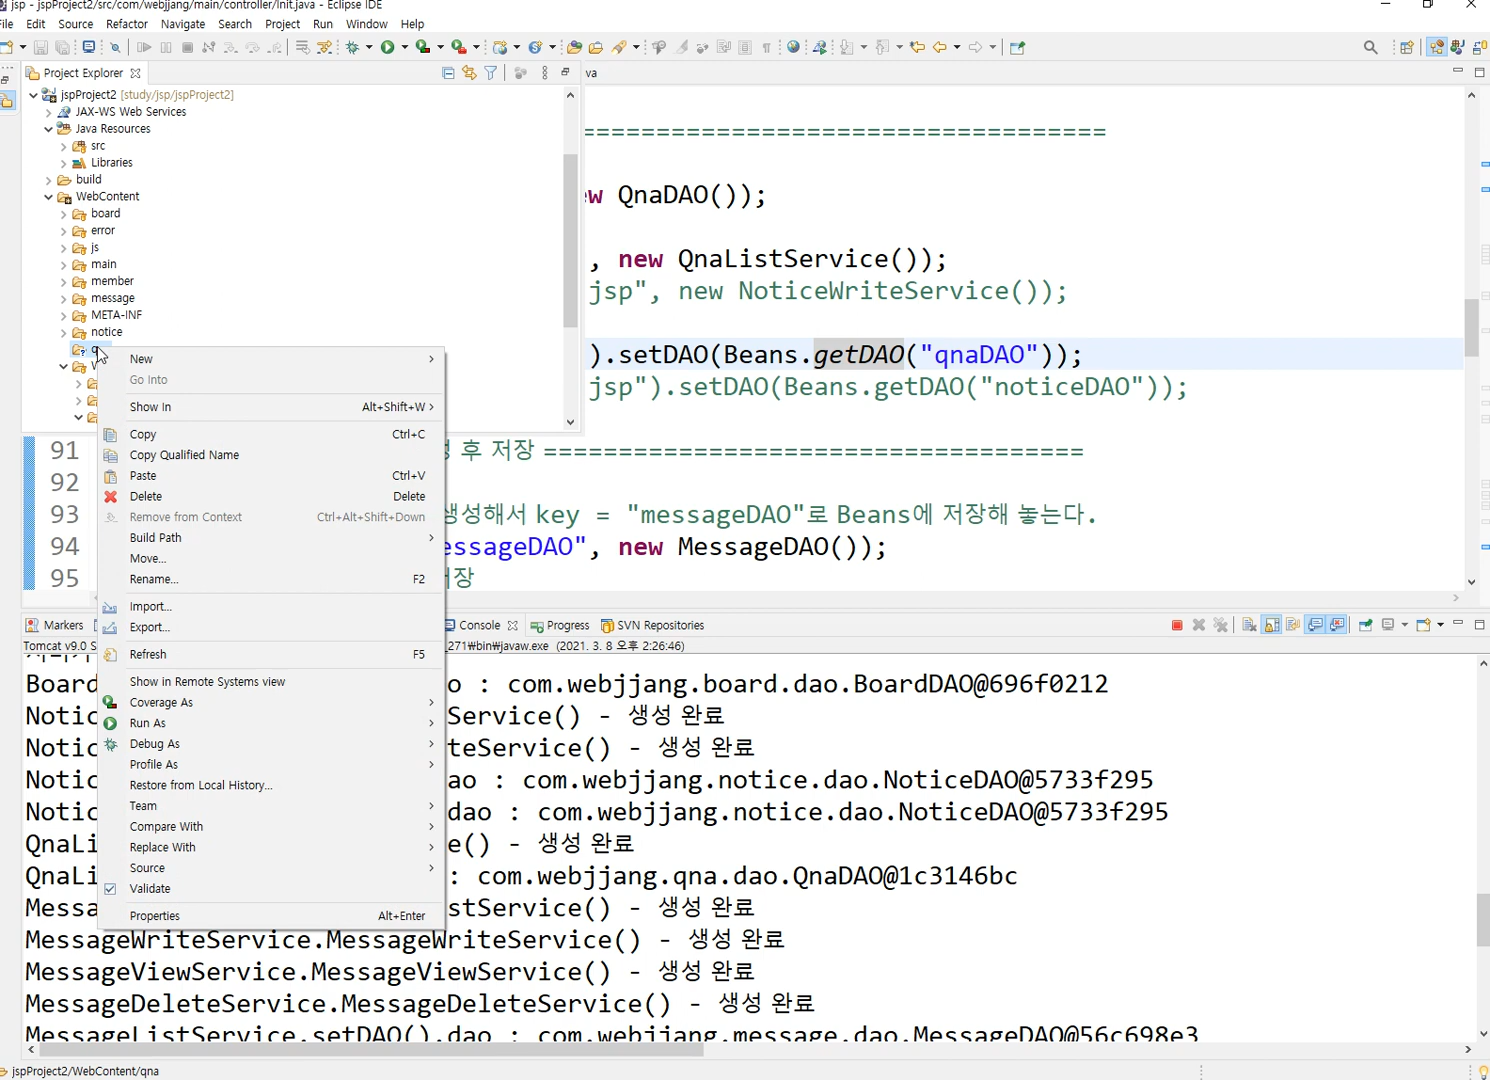 jsp - jspProject2/src/com/webjjang/main/controller/Init.java - Eclipse IDE
File Edit Source Refactor Navigate Search Project Run Window Help
Project Explorer
va
jspProject2 [study/jsp/jspProject2]
JAX-WS Web Services
Java Resources
src
Libraries
build
WebContent
board
error
js
main
member
message
META-INF
notice
q
W
===================================
w QnaDAO());
, new QnaListService());
jsp", new NoticeWriteService());
).setDAO(Beans.getDAO("qnaDAO"));
jsp").setDAO(Beans.getDAO("noticeDAO"));
91 후 저장 ====================================
92
93 생성해서 key = "messageDAO"로 Beans에 저장해 놓는다.
94 essageDAO", new MessageDAO());
95 장
New
Go Into
Show In Alt+Shift+W
Copy Ctrl+C
Copy Qualified Name
Paste Ctrl+V
Delete Delete
Remove from Context Ctrl+Alt+Shift+Down
Build Path
Move...
Rename... F2
Import...
Export...
Refresh F5
Show in Remote Systems view
Coverage As
Run As
Debug As
Profile As
Restore from Local History...
Team
Compare With
Replace With
Source
Validate
Properties Alt+Enter
Markers Console Progress SVN Repositories
Tomcat v9.0 S _271\bin\javaw.exe (2021. 3. 8 오후 2:26:46)
Board o : com.webjjang.board.dao.BoardDAO@696f0212
Notic Service() - 생성 완료
Notic teService() - 생성 완료
Notic ao : com.webjjang.notice.dao.NoticeDAO@5733f295
Notic dao : com.webjjang.notice.dao.NoticeDAO@5733f295
QnaLi e() - 생성 완료
QnaLi : com.webjjang.qna.dao.QnaDAO@1c3146bc
Messa stService() - 생성 완료
MessageWriteService.MessageWriteService() - 생성 완료
MessageViewService.MessageViewService() - 생성 완료
MessageDeleteService.MessageDeleteService() - 생성 완료
MessageListService.setDAO().dao : com.webjjang.message.dao.MessageDAO@56c698e3
jspProject2/WebContent/qna